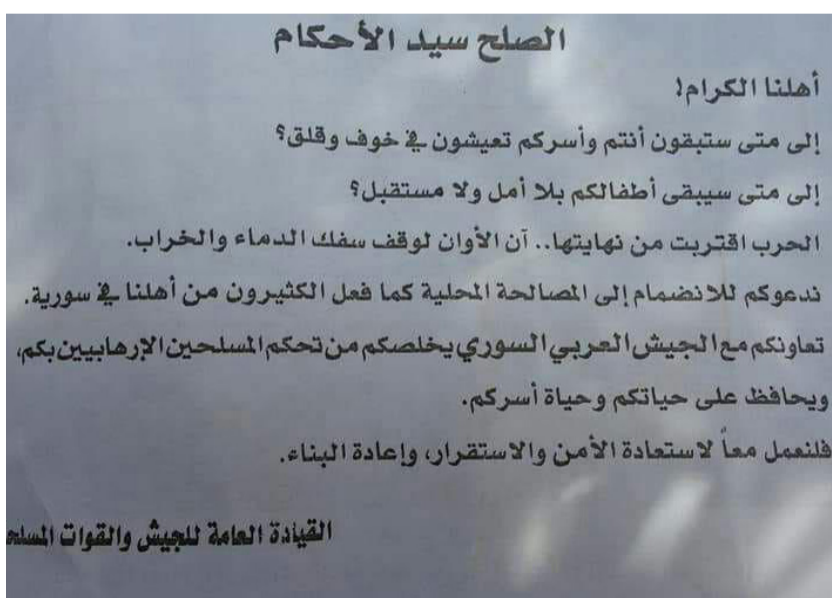 الصلح سيد الأحكام
أهلنا الكرام!
إلى متى ستبقون أنتم وأسركم تعيشون في خوف وقلق؟
إلى متى سيبقى أطفالكم بلا أمل ولا مستقبل؟
الحرب اقتربت من نهايتها.. آن الأوان لوقف سفك الدماء والخراب.
ندعوكم للانضمام إلى المصالحة المحلية كما فعل الكثيرون من أهلنا في سورية.
تعاونكم مع الجيش العربي السوري يخلصكم من تحكم المسلحين الإرهابيين بكم،
ويحافظ على حياتكم وحياة أسركم.
فلنعمل معاً لاستعادة الأمن والاستقرار، وإعادة البناء.
القيادة العامة للجيش والقوات